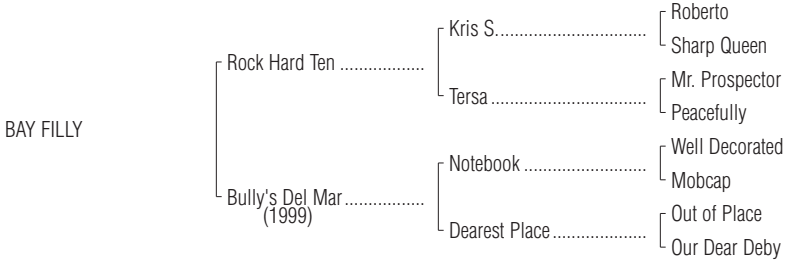 Roberto
Kris S.
Sharp Queen
Rock Hard Ten
Mr. Prospector
Tersa
Peacefully
BAY FILLY
Well Decorated
Notebook
Mobcap
Bully's Del Mar
(1999)
Out of Place
Dearest Place
Our Dear Deby